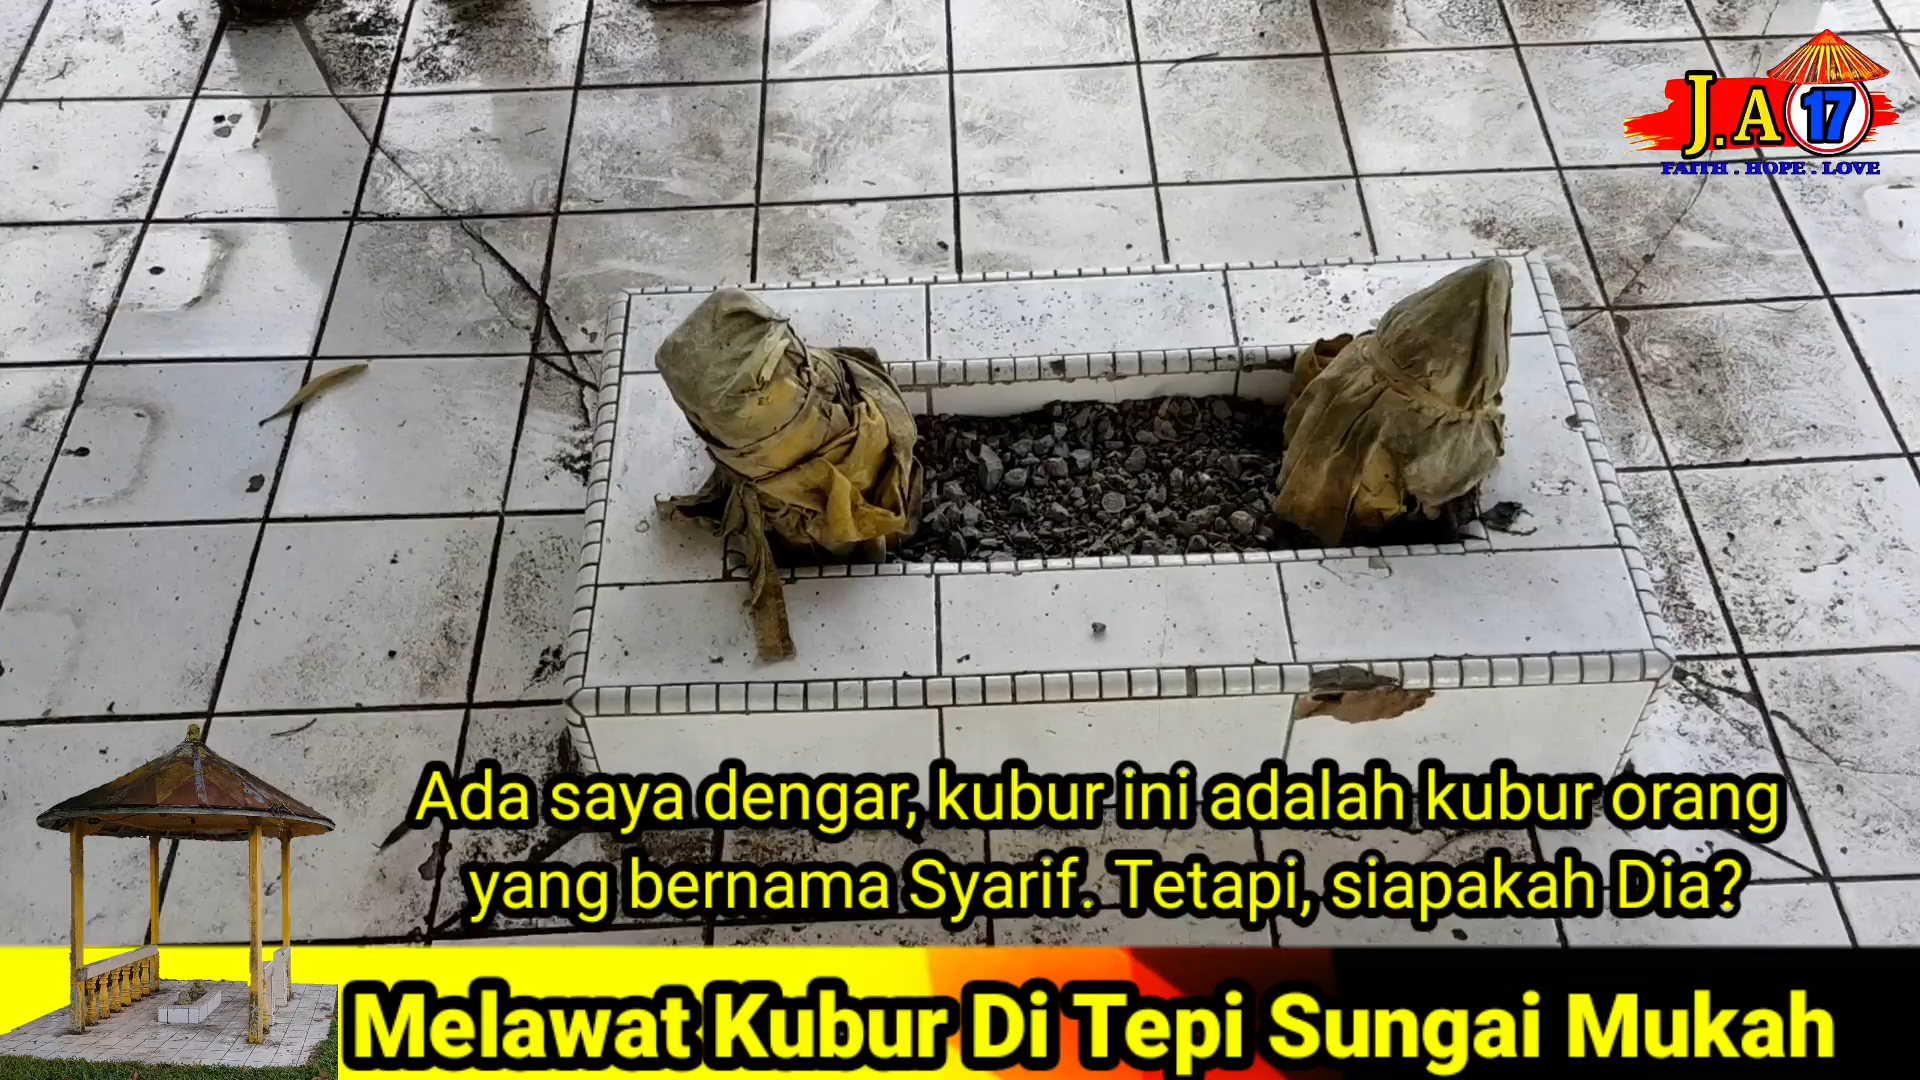 J.A 17
FAITH . HOPE . LOVE
Ada saya dengar, kubur ini adalah kubur orang
yang bernama Syarif. Tetapi, siapakah Dia?
Melawat Kubur Di Tepi Sungai Mukah